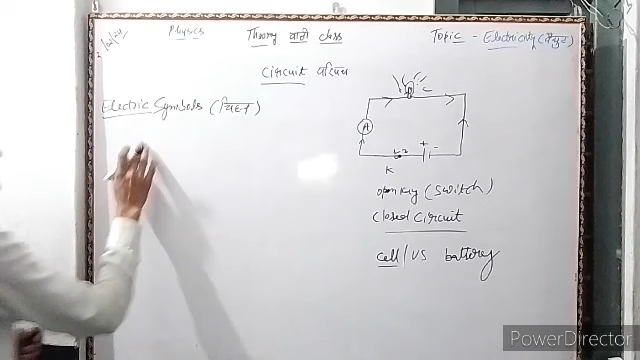 Physics Theory वाली class Topic - Electricity (वैद्युत)
Circuit परिपथ
Electric Symbols (चिह्न)
A
+ -
K
open key (switch)
closed circuit
cell/vs battery
PowerDirector